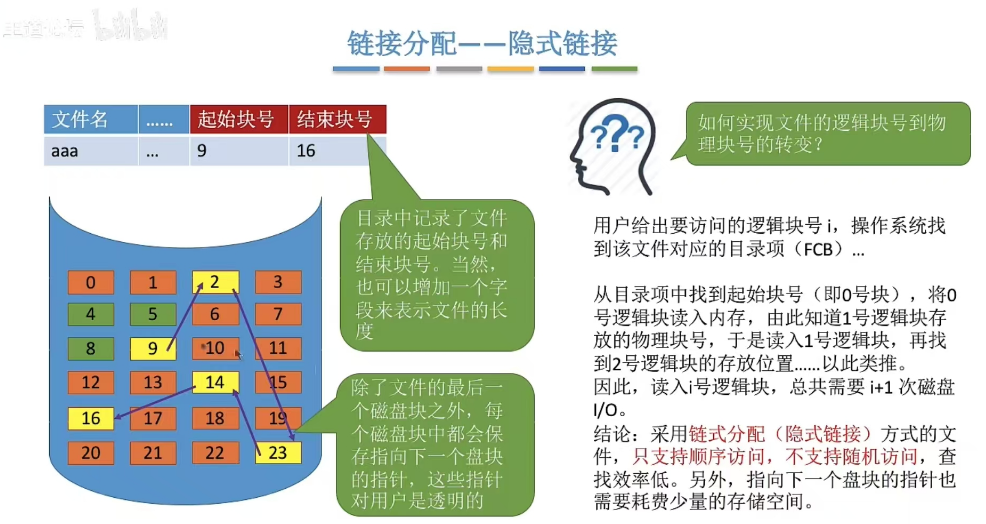 链接分配——隐式链接
文件名 …… 起始块号 结束块号
aaa … 9 16
目录中记录了文件
存放的起始块号和
结束块号。当然，
也可以增加一个字
段来表示文件的长
度
0 1 2 3
4 5 6 7
8 9 10 11
12 13 14 15
16 17 18 19
20 21 22 23
除了文件的最后一
个磁盘块之外，每
个磁盘块中都会保
存指向下一个盘块
的指针，这些指针
对用户是透明的
???
如何实现文件的逻辑块号到物
理块号的转变？
用户给出要访问的逻辑块号 i，操作系统找
到该文件对应的目录项（FCB）…
从目录项中找到起始块号（即0号块），将0
号逻辑块读入内存，由此知道1号逻辑块存
放的物理块号，于是读入1号逻辑块，再找
到2号逻辑块的存放位置……以此类推。
因此，读入i号逻辑块，总共需要 i+1 次磁盘
I/O。
结论：采用链式分配（隐式链接）方式的文
件，只支持顺序访问，不支持随机访问，查
找效率低。另外，指向下一个盘块的指针也
需要耗费少量的存储空间。